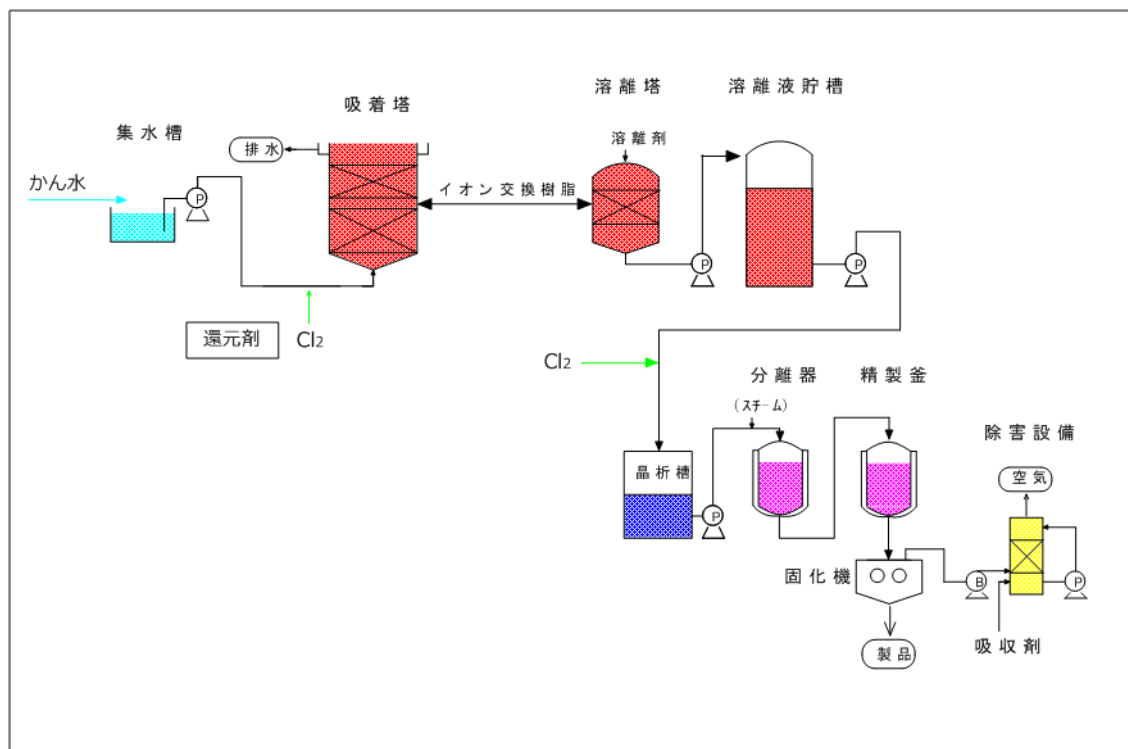 溶離塔
溶離液貯槽
吸着塔
集水槽
溶離剤
排水
かん水
イオン交換樹脂
P
P
P
還元剤
Cl2
Cl2
分離器
精製釜
(スチーム)
除害設備
晶析槽
空気
P
固化機
B
P
吸収剤
製品